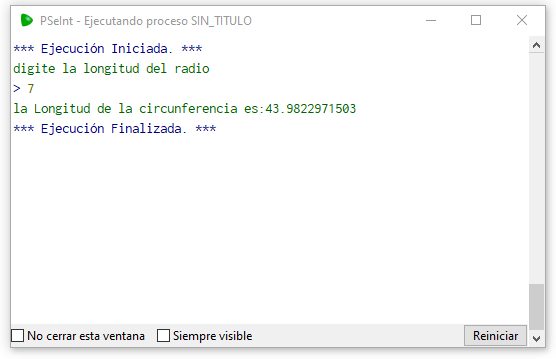 PSeInt - Ejecutando proceso SIN_TITULO
*** Ejecución Iniciada. ***
digite la longitud del radio
> 7
la Longitud de la circunferencia es:43.9822971503
*** Ejecución Finalizada. ***
No cerrar esta ventana Siempre visible Reiniciar